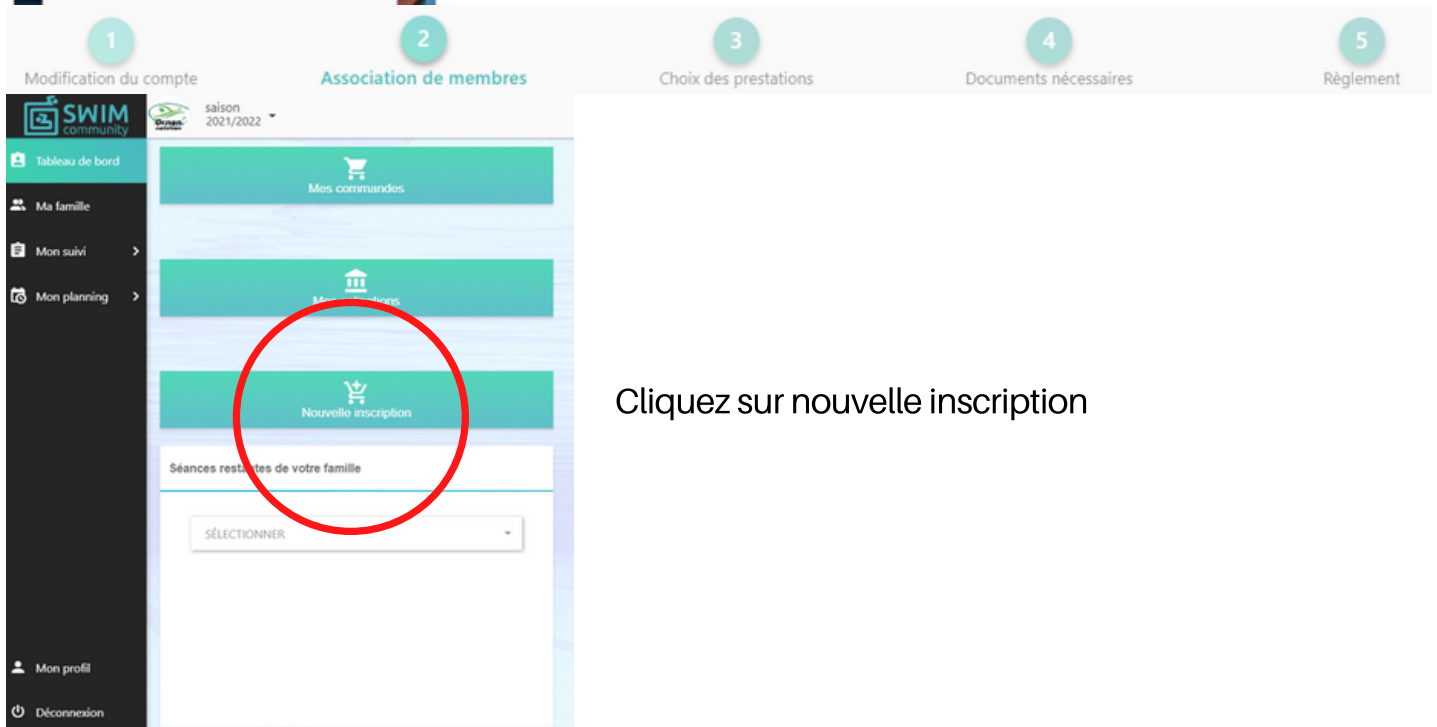 1
2
3
4
5
Modification du compte
Association de membres
Choix des prestations
Documents nécessaires
Règlement
SWIM
community
saison
2021/2022
Tableau de bord
Ma famille
Mon suivi
Mon planning
Mes commandes
Nouvelle inscription
Cliquez sur nouvelle inscription
Séances restantes de votre famille
SÉLECTIONNER
Mon profil
Déconnexion